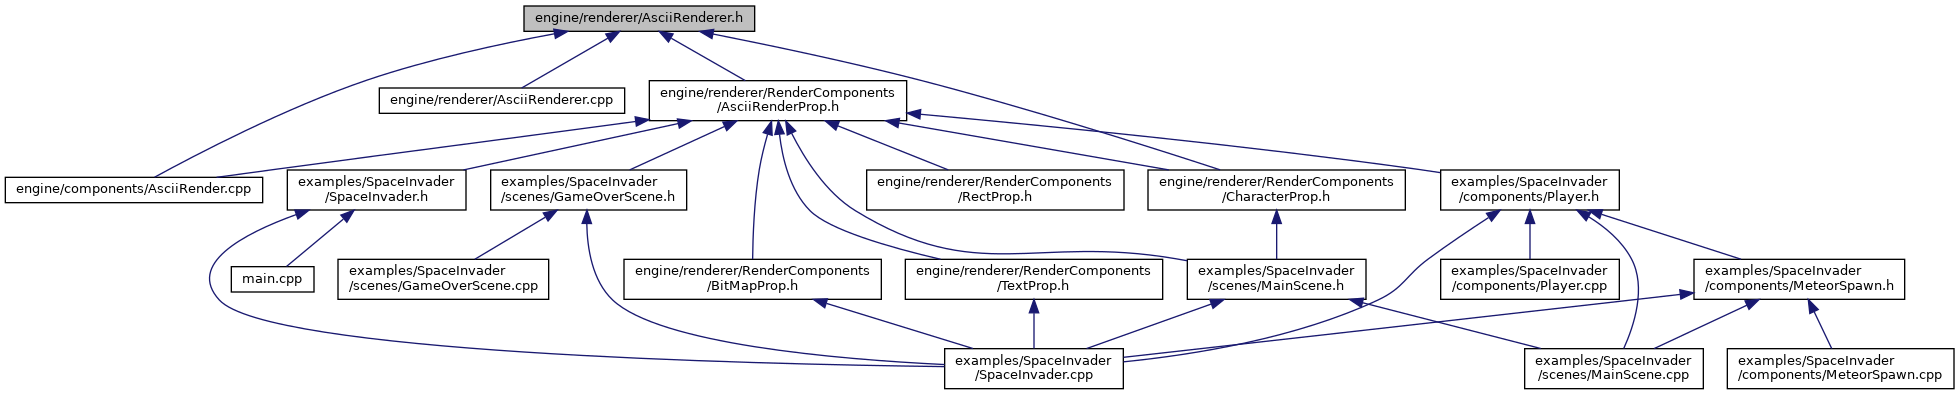 engine/renderer/AsciiRenderer.h
engine/renderer/AsciiRenderer.cpp
engine/renderer/RenderComponents
/AsciiRenderProp.h
engine/components/AsciiRender.cpp
examples/SpaceInvader
/SpaceInvader.h
examples/SpaceInvader
/scenes/GameOverScene.h
engine/renderer/RenderComponents
/RectProp.h
engine/renderer/RenderComponents
/CharacterProp.h
examples/SpaceInvader
/components/Player.h
main.cpp
examples/SpaceInvader
/scenes/GameOverScene.cpp
engine/renderer/RenderComponents
/BitMapProp.h
engine/renderer/RenderComponents
/TextProp.h
examples/SpaceInvader
/scenes/MainScene.h
examples/SpaceInvader
/components/Player.cpp
examples/SpaceInvader
/components/MeteorSpawn.h
examples/SpaceInvader
/SpaceInvader.cpp
examples/SpaceInvader
/scenes/MainScene.cpp
examples/SpaceInvader
/components/MeteorSpawn.cpp